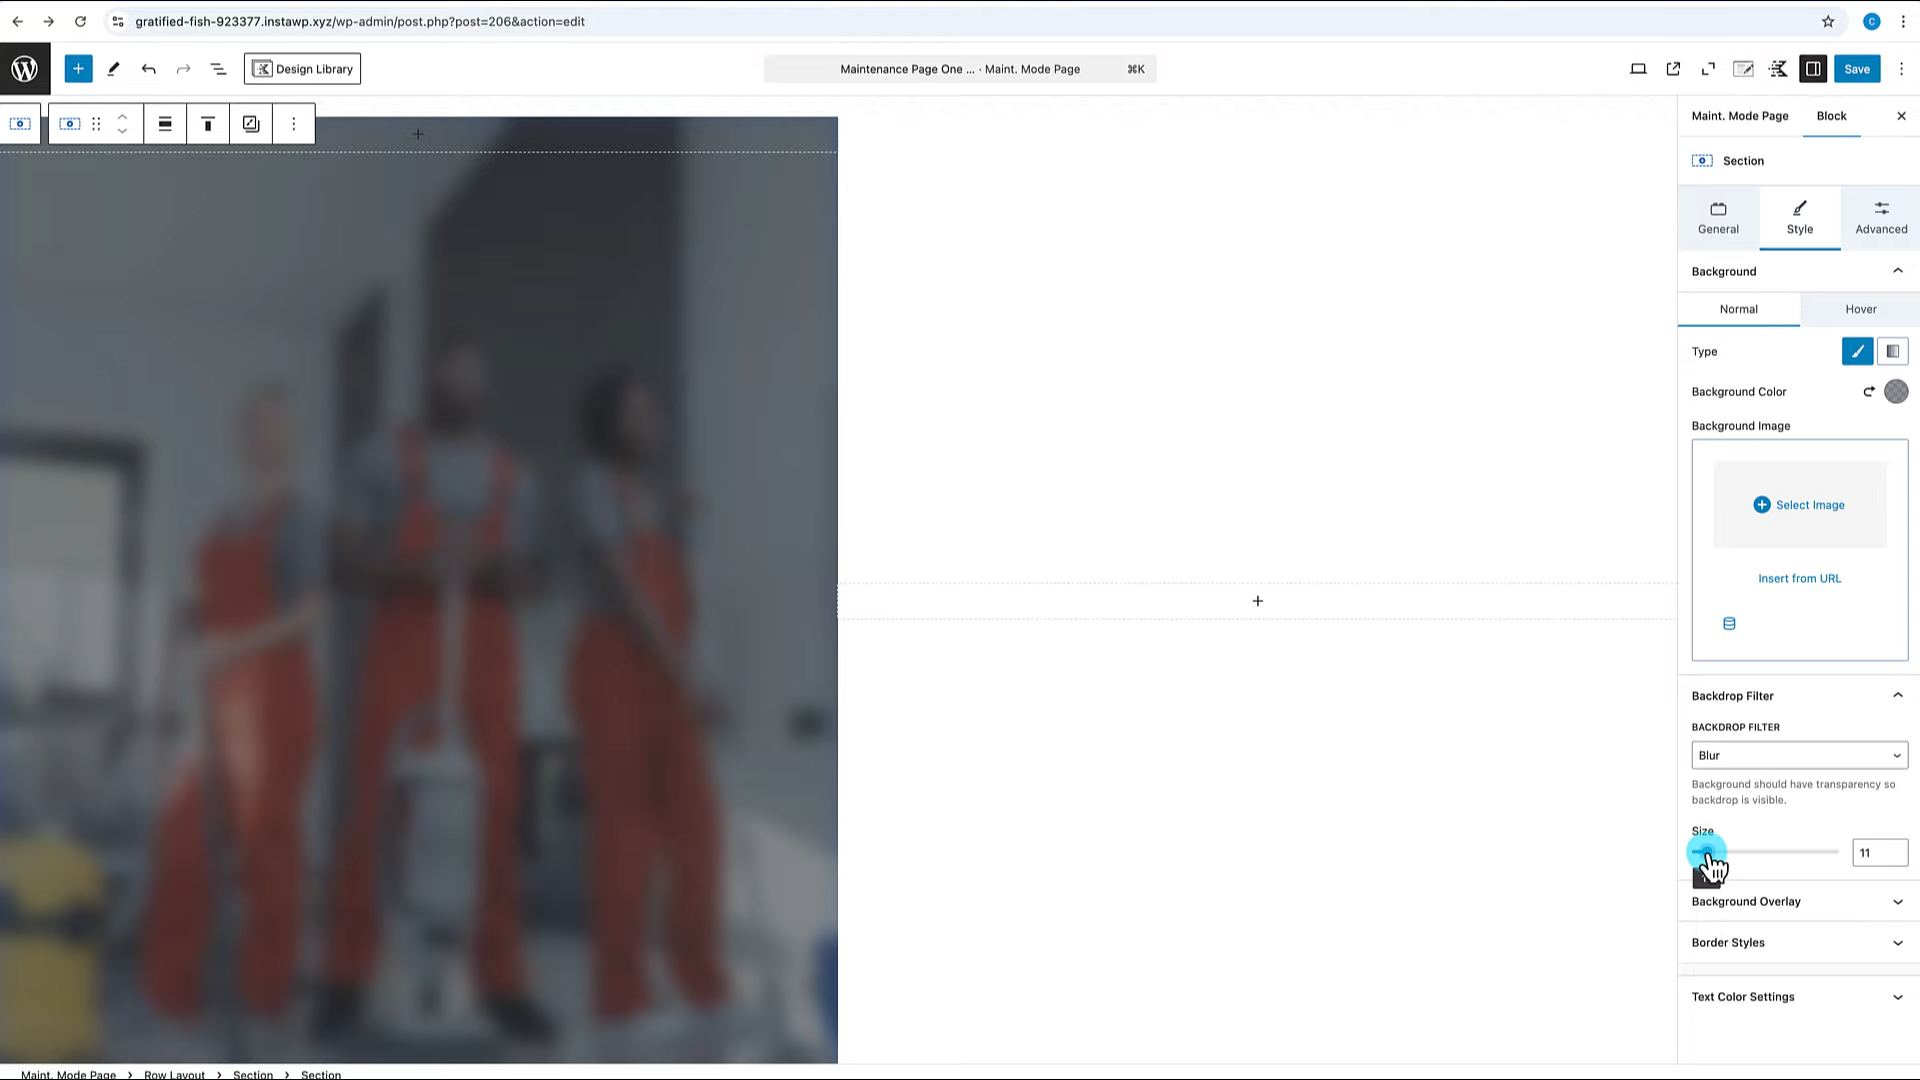 gratified-fish-923377.instawp.xyz/wp-admin/post.php?post=206&action=edit
C
Design Library
Maintenance Page One ... · Maint. Mode Page
⌘K
Save
Maint. Mode Page
Block
Section
General
Style
Advanced
Background
Normal
Hover
Type
Background Color
Background Image
Select Image
Insert from URL
Backdrop Filter
BACKDROP FILTER
Blur
Background should have transparency so
backdrop is visible.
Size
11
Background Overlay
Border Styles
Text Color Settings
Maint. Mode Page > Row Layout > Section > Section